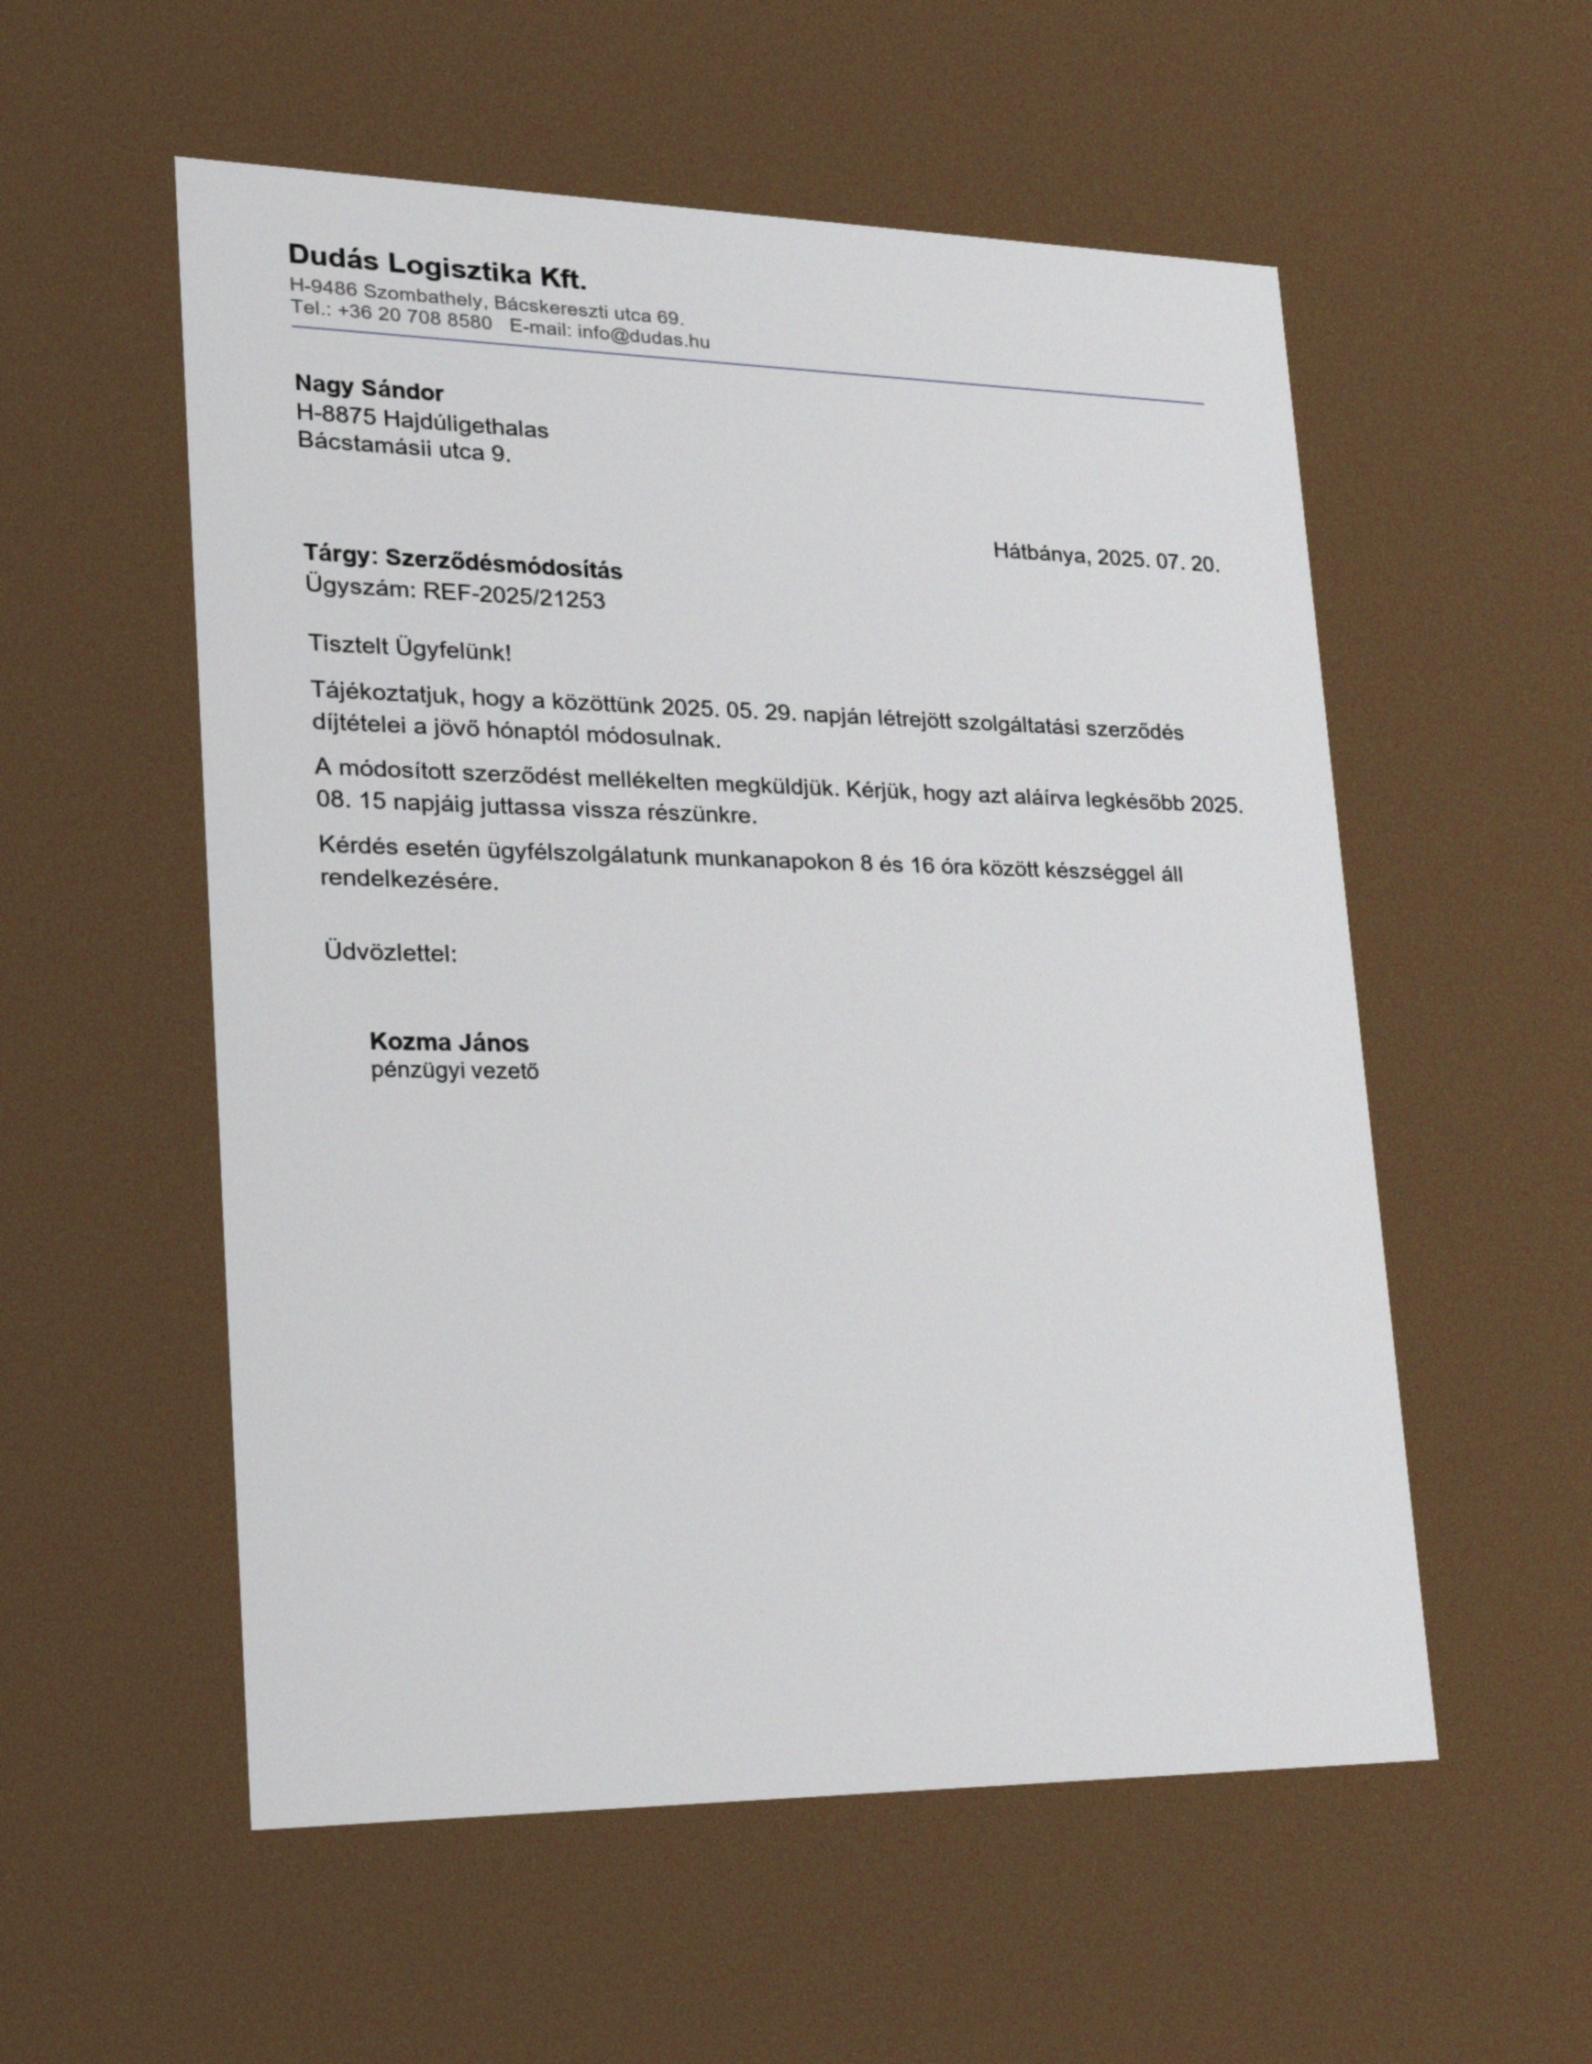 Dudás Logisztika Kft.
H-9486 Szombathely, Bácskereszti utca 69.
Tel.: +36 20 708 8580 E-mail: info@dudas.hu
Nagy Sándor
H-8875 Hajdúligethalas
Bácstamásii utca 9.
Hátbánya, 2025. 07. 20.
Tárgy: Szerződésmódosítás
Ügyszám: REF-2025/21253
Tisztelt Ügyfelünk!
Tájékoztatjuk, hogy a közöttünk 2025. 05. 29. napján létrejött szolgáltatási szerződés
díjtételei a jövő hónaptól módosulnak.
A módosított szerződést mellékelten megküldjük. Kérjük, hogy azt aláírva legkésőbb 2025.
08. 15 napjáig juttassa vissza részünkre.
Kérdés esetén ügyfélszolgálatunk munkanapokon 8 és 16 óra között készséggel áll
rendelkezésére.
Üdvözlettel:
Kozma János
pénzügyi vezető